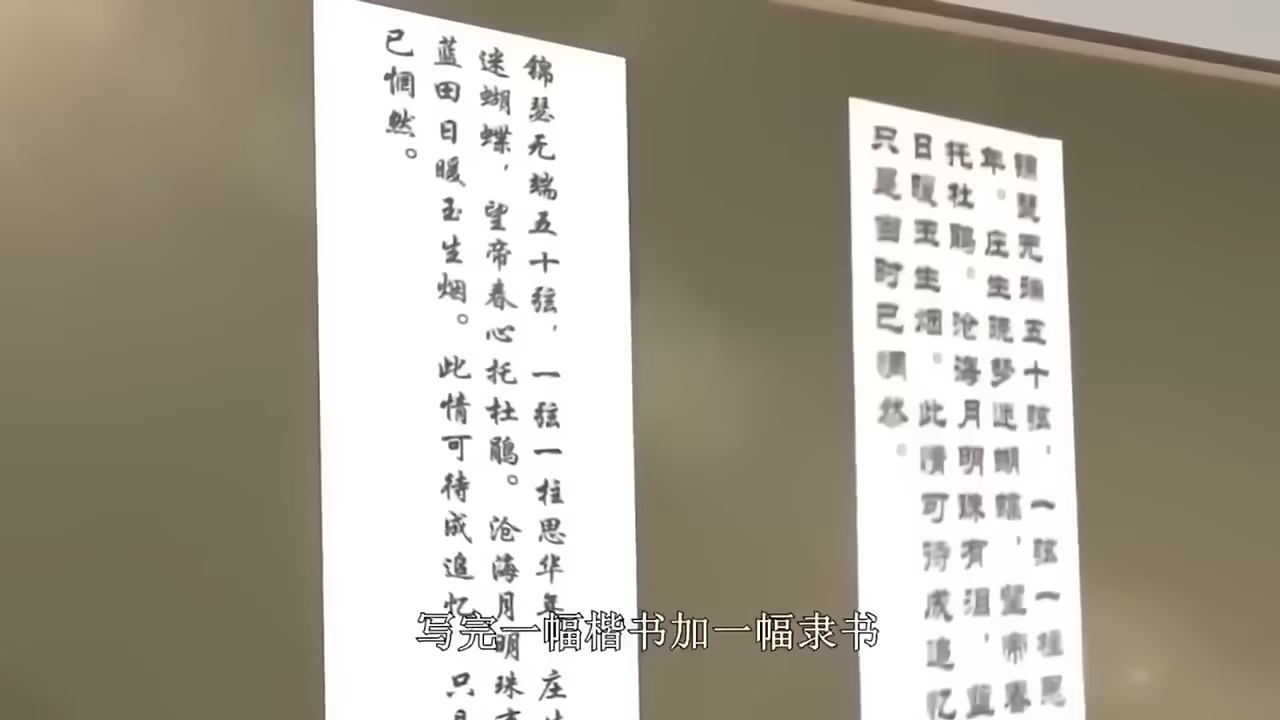 锦瑟无端五十弦，一弦一柱思华年庄
迷蝴蝶，望帝春心托杜鹃。沧海月明珠
蓝田日暖玉生烟。此情可待成追忆只
已惘然。
锦瑟无端五十弦，一弦一柱思
年。庄生晓梦迷蝴蝶，望帝春
托杜鹃。沧海月明珠有泪，蓝
日暖玉生烟。此情可待成追忆
只是当时已惘然。
写完一幅楷书加一幅隶书